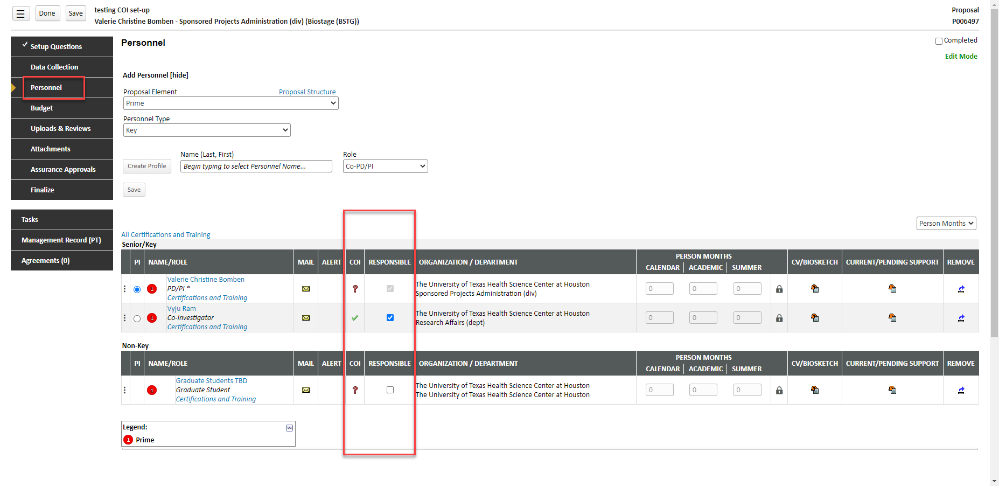 Done
Save
testing COI set-up
Valerie Christine Bomben - Sponsored Projects Administration (div) (Biostage (BSTG))
Proposal
P006497
Setup Questions
Data Collection
Personnel
Budget
Uploads & Reviews
Attachments
Assurance Approvals
Finalize
Tasks
Management Record (PT)
Agreements (0)
Personnel
Completed
Edit Mode
Add Personnel [hide]
Proposal Element
Proposal Structure
Prime
Personnel Type
Key
Name (Last, First)
Role
Create Profile
Begin typing to select Personnel Name...
Co-PD/PI
Save
Person Months
All Certifications and Training
Senior/Key
PI NAME/ROLE MAIL ALERT COI RESPONSIBLE ORGANIZATION / DEPARTMENT PERSON MONTHS CV/BIOSKETCH CURRENT/PENDING SUPPORT REMOVE
CALENDAR ACADEMIC SUMMER
1
Valerie Christine Bomben
PD/PI *
Certifications and Training
The University of Texas Health Science Center at Houston
Sponsored Projects Administration (div)
0 0 0
1
Vyju Ram
Co-Investigator
Certifications and Training
The University of Texas Health Science Center at Houston
Research Affairs (dept)
0 0 0
Non-Key
PI NAME/ROLE MAIL ALERT COI RESPONSIBLE ORGANIZATION / DEPARTMENT PERSON MONTHS CV/BIOSKETCH CURRENT/PENDING SUPPORT REMOVE
CALENDAR ACADEMIC SUMMER
1
Graduate Students TBD
Graduate Student
Certifications and Training
The University of Texas Health Science Center at Houston
The University of Texas Health Science Center at Houston
0 0 0
Legend:
1 Prime